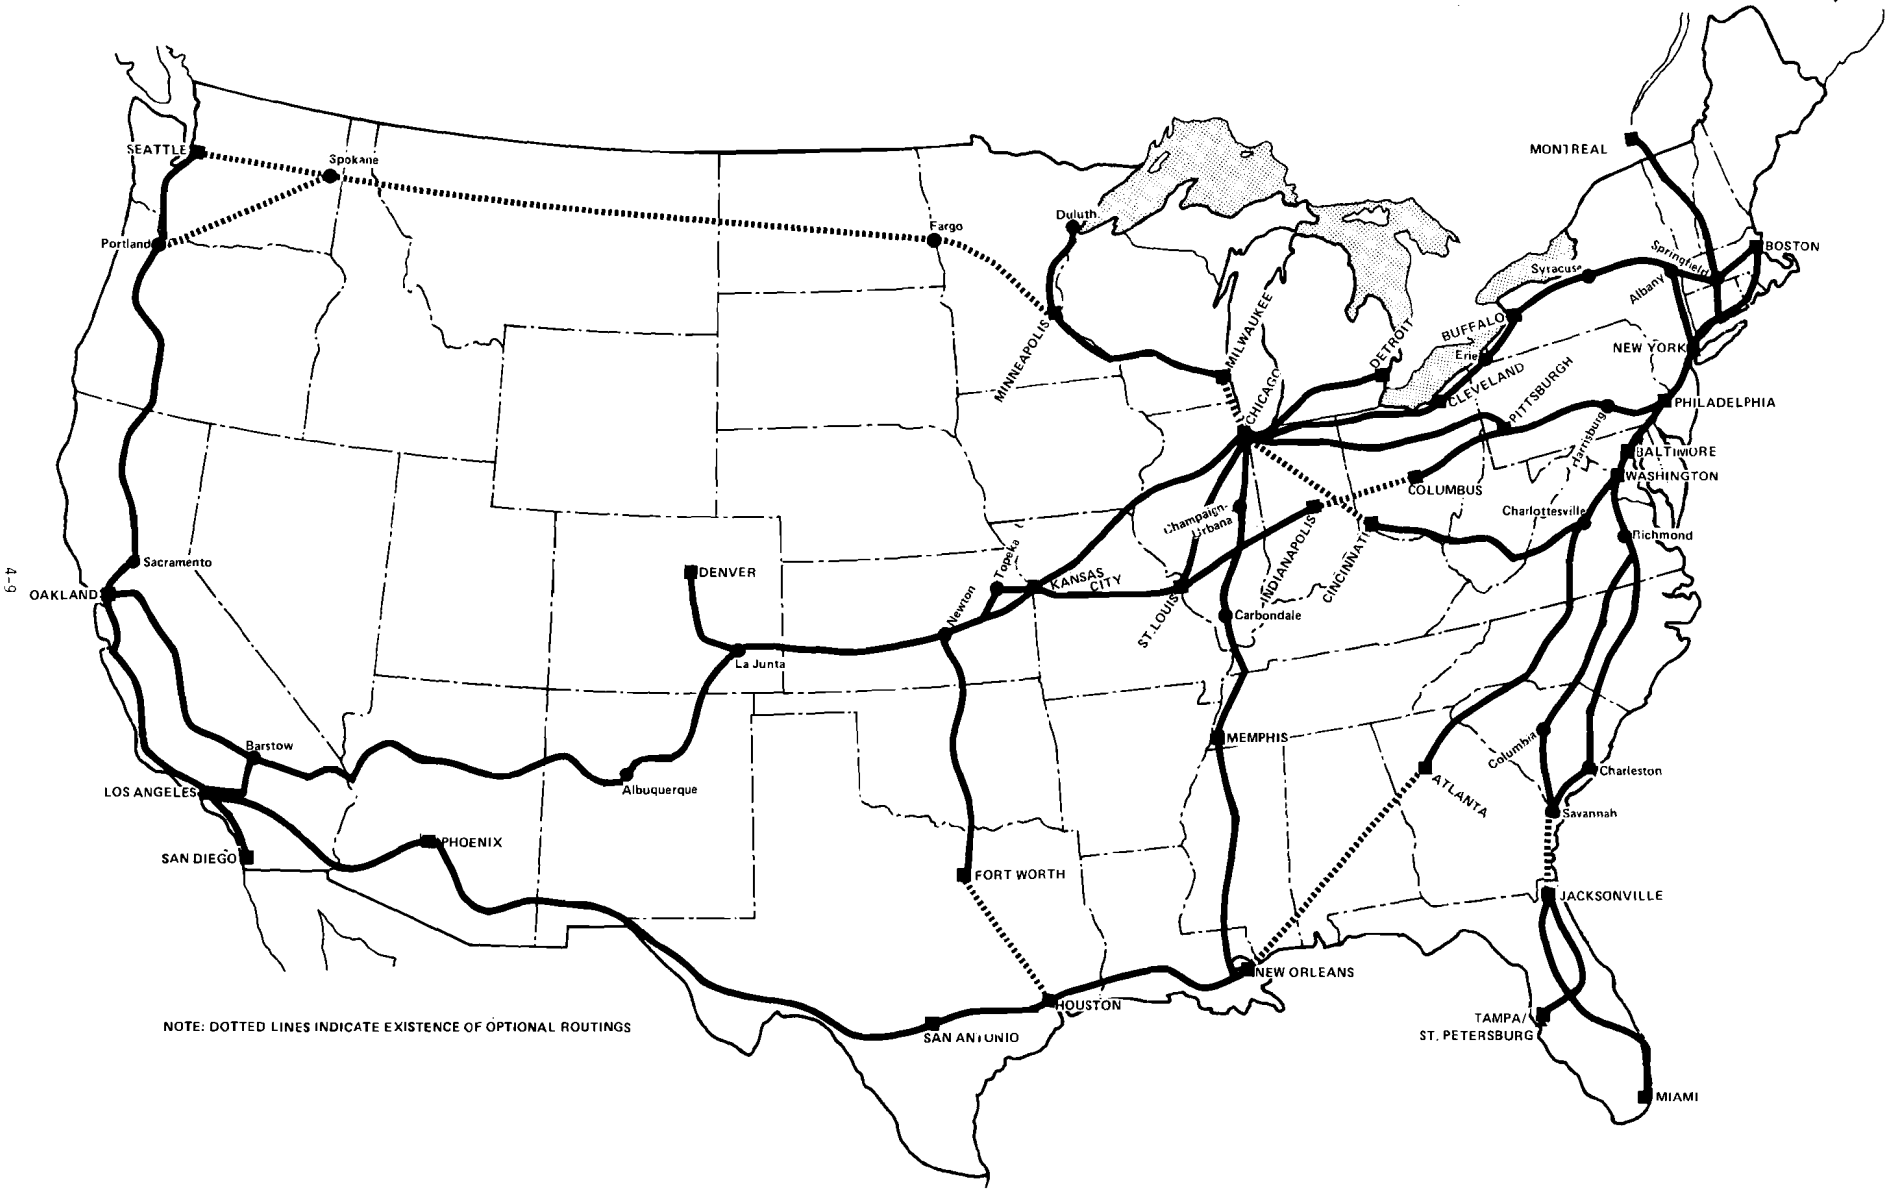 MONTREAL
SEATTLE
Spokane
Duluth
Fargo
Portland
BOSTON
Springfield
Syracuse
Albany
MINNEAPOLIS
MILWAUKEE
DETROIT
BUFFALO
Erie
NEW YORK
CLEVELAND
PITTSBURGH
CHICAGO
PHILADELPHIA
Harrisburg
BALTIMORE
WASHINGTON
COLUMBUS
Champaign-
Urbana
Charlottesville
Richmond
INDIANAPOLIS
CINCINNATI
Sacramento
OAKLAND
4-9
DENVER
Topeka
KANSAS
CITY
Newton
ST. LOUIS
Carbondale
La Junta
Barstow
LOS ANGELES
Albuquerque
MEMPHIS
Columbia
Charleston
ATLANTA
Savannah
SAN DIEGO
PHOENIX
FORT WORTH
JACKSONVILLE
NEW ORLEANS
HOUSTON
SAN ANTONIO
TAMPA/
ST. PETERSBURG
MIAMI
NOTE: DOTTED LINES INDICATE EXISTENCE OF OPTIONAL ROUTINGS